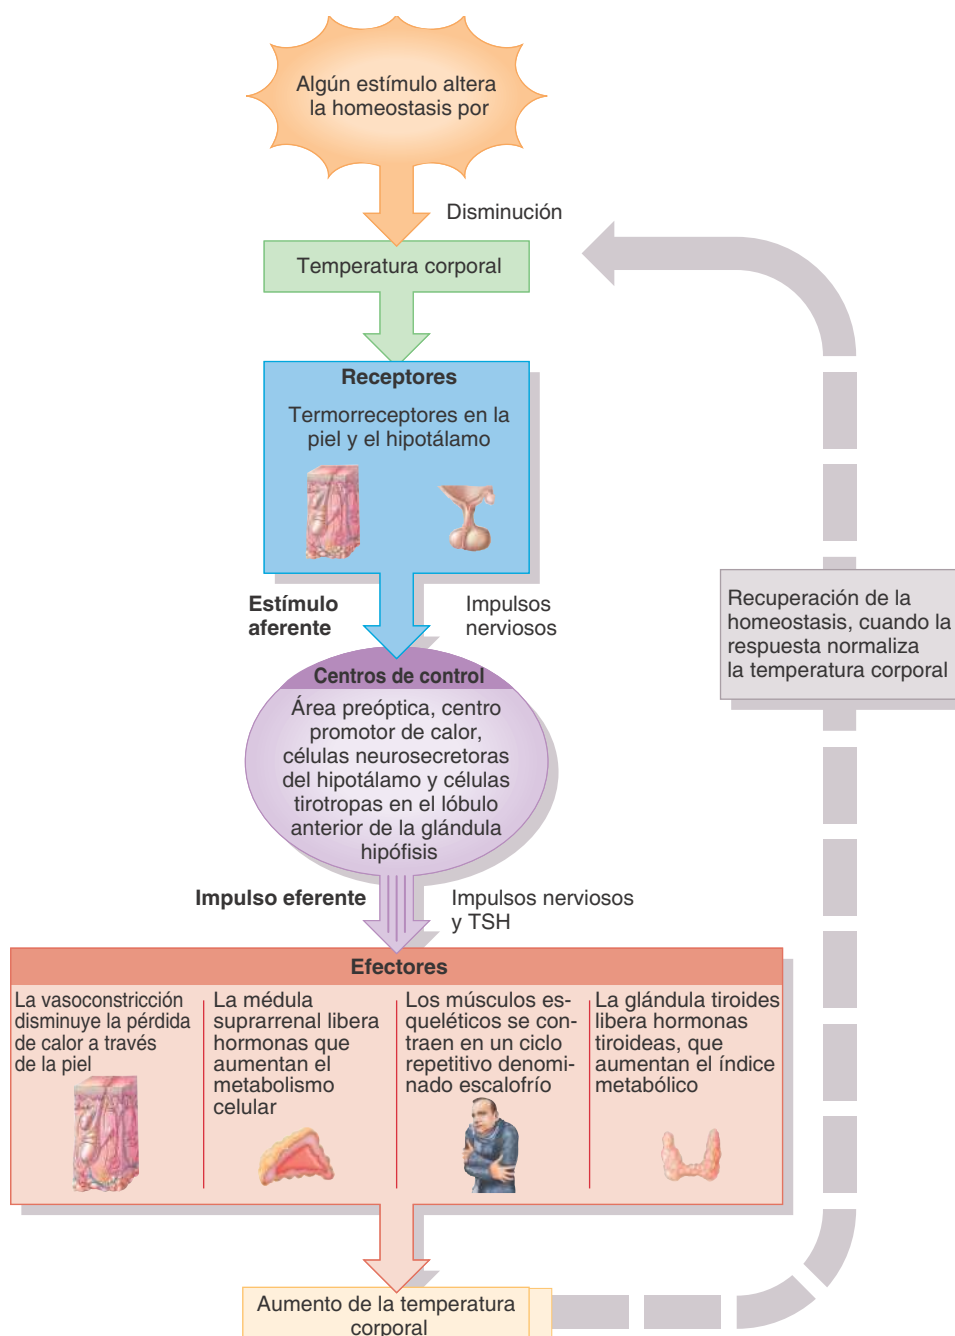 Algún estímulo altera
la homeostasis por
Disminución
Temperatura corporal
Receptores
Termorreceptores en la
piel y el hipotálamo
Estímulo
aferente
Impulsos
nerviosos
Recuperación de la
homeostasis, cuando la
respuesta normaliza
la temperatura corporal
Centros de control
Área preóptica, centro
promotor de calor,
células neurosecretoras
del hipotálamo y células
tirotropas en el lóbulo
anterior de la glándula
hipófisis
Impulso eferente
Impulsos nerviosos
y TSH
Efectores
La vasoconstricción
disminuye la pérdida
de calor a través
de la piel
La médula
suprarrenal libera
hormonas que
aumentan el
metabolismo
celular
Los músculos es-
queléticos se con-
traen en un ciclo
repetitivo denomi-
nado escalofrío
La glándula tiroides
libera hormonas
tiroideas, que
aumentan el índice
metabólico
Aumento de la temperatura
corporal